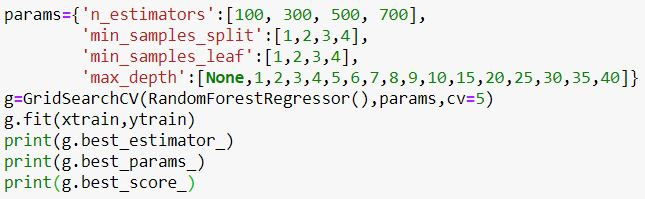 params={'n_estimators':[100, 300, 500, 700],
        'min_samples_split':[1,2,3,4],
        'min_samples_leaf':[1,2,3,4],
        'max_depth':[None,1,2,3,4,5,6,7,8,9,10,15,20,25,30,35,40]}
g=GridSearchCV(RandomForestRegressor(),params,cv=5)
g.fit(xtrain,ytrain)
print(g.best_estimator_)
print(g.best_params_)
print(g.best_score_)